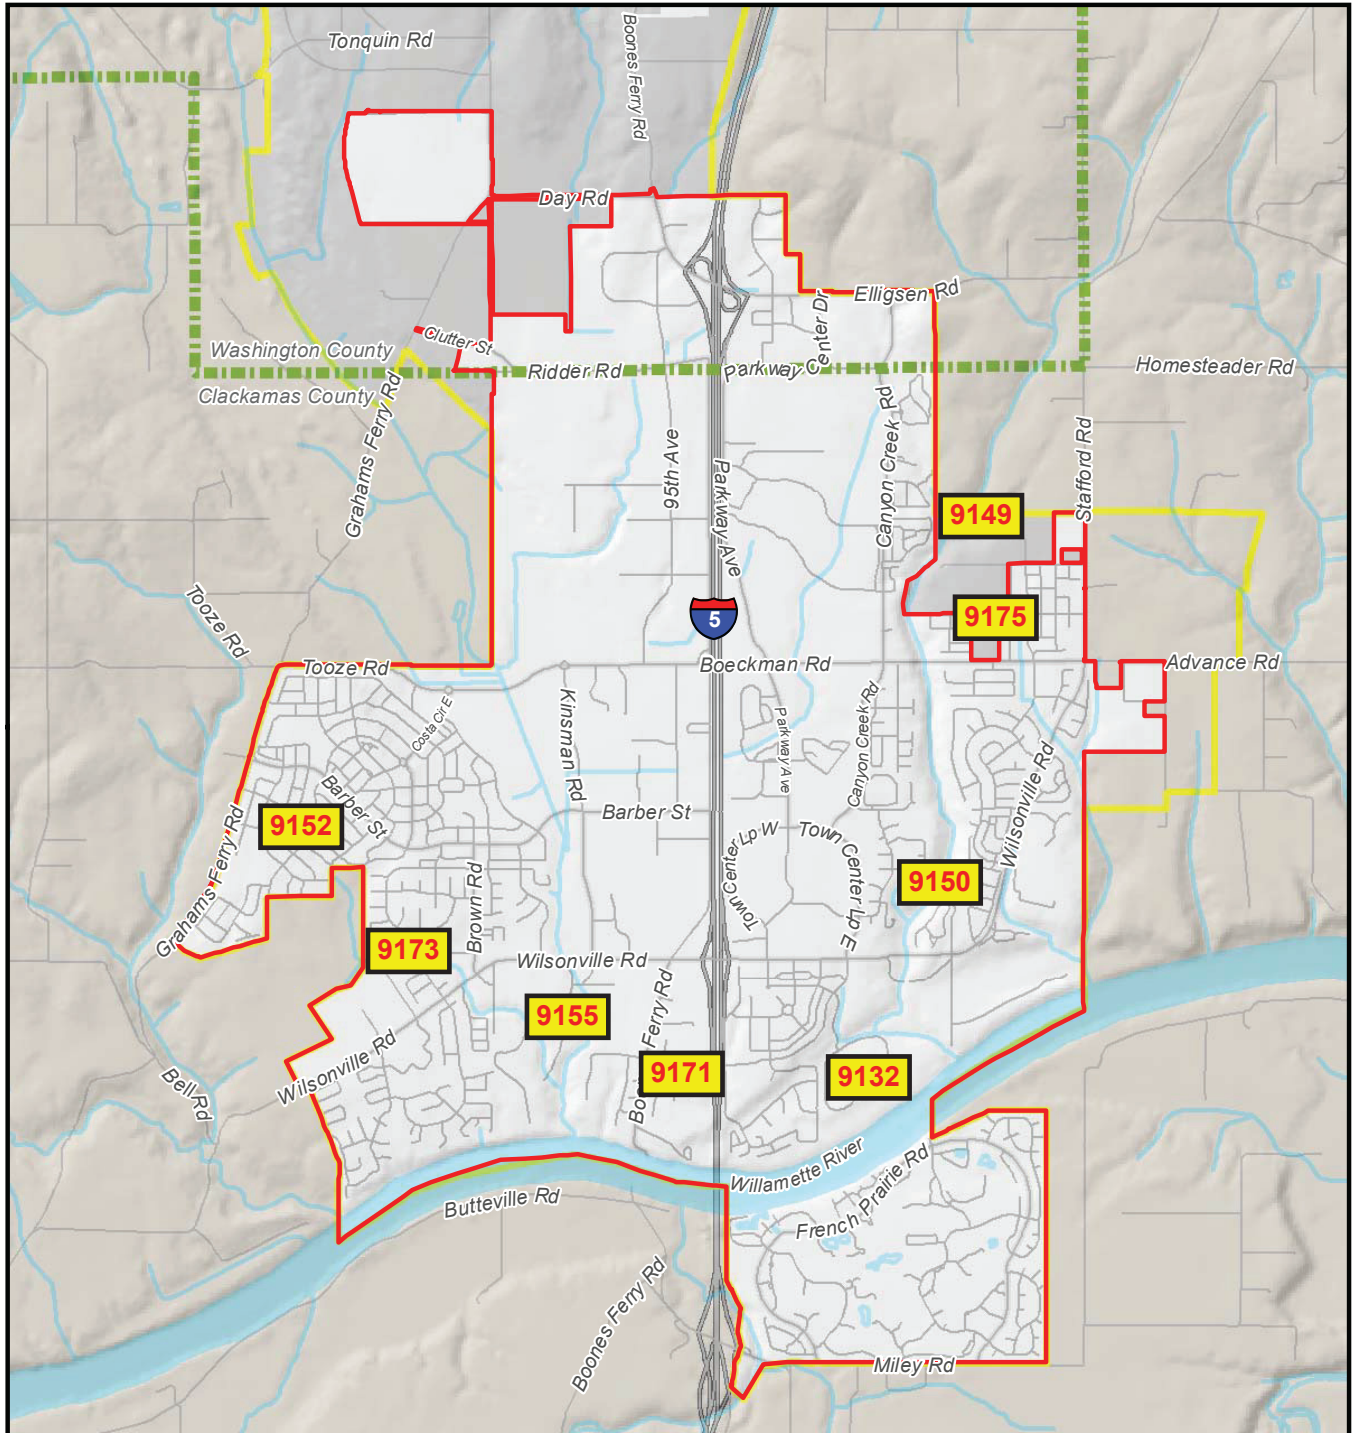 Tonquin Rd
Boones Ferry Rd
Day Rd
Elligsen Rd
Clutter St
Washington County
Ridder Rd
Parkway Center Dr
Homesteader Rd
Clackamas County
Grahams Ferry Rd
95th Ave
Parkway Ave
Canyon Creek Rd
Stafford Rd
9149
Tooze Rd
5
9175
Tooze Rd
Boeckman Rd
Advance Rd
Costa Cir E
Kinsman Rd
Parkway Ave
Canyon Creek Rd
Wilsonville Rd
Barber St
9152
Barber St
Town Center Lp W
Town Center Lp E
Grahams Ferry Rd
Brown Rd
9150
9173
Wilsonville Rd
9155
Bo Ferry Rd
Wilsonville Rd
9171
9132
Bell Rd
Willamette River
Butteville Rd
French Prairie Rd
Boones Ferry Rd
Miley Rd